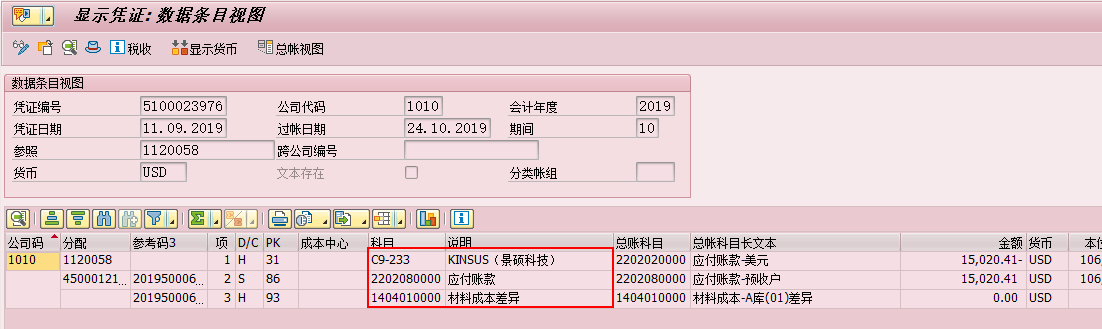 显示凭证: 数据条目视图
税收 显示货币 总帐视图
数据条目视图
凭证编号 5100023976 公司代码 1010 会计年度 2019
凭证日期 11.09.2019 过帐日期 24.10.2019 期间 10
参照 1120058 跨公司编号
货币 USD 文本存在 分类帐组
公司码 分配 参考码3 项 D/C PK 成本中心 科目 说明 总账科目 总帐科目长文本 金额 货币 本位
1010 1120058 1 H 31 C9-233 KINSUS（景硕科技） 2202020000 应付账款-美元 15,020.41- USD 106,
45000121... 201950006... 2 S 86 2202080000 应付账款 2202080000 应付账款-预收户 15,020.41 USD 106,
201950006... 3 H 93 1404010000 材料成本差异 1404010000 材料成本-A库(01)差异 0.00 USD